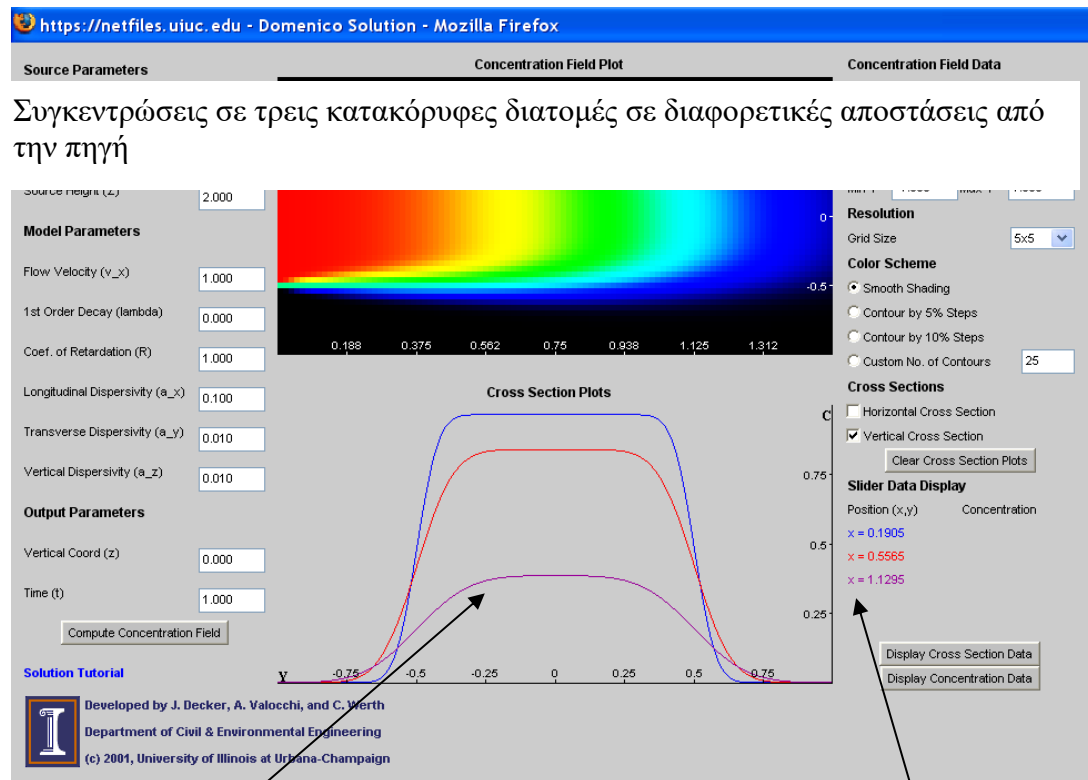 https://netfiles.uiuc.edu - Domenico Solution - Mozilla Firefox
Source Parameters
Concentration Field Plot
Concentration Field Data
Συγκεντρώσεις σε τρεις κατακόρυφες διατομές σε διαφορετικές αποστάσεις από
την πηγή
Source Height (Z) 2.000
Model Parameters
Flow Velocity (v_x) 1.000
1st Order Decay (lambda) 0.000
Coef. of Retardation (R) 1.000
Longitudinal Dispersivity (a_x) 0.100
Transverse Dispersivity (a_y) 0.010
Vertical Dispersivity (a_z) 0.010
Output Parameters
Vertical Coord (z) 0.000
Time (t) 1.000
Compute Concentration Field
Solution Tutorial
Developed by J. Decker, A. Valocchi, and C. Werth
Department of Civil & Environmental Engineering
(c) 2001, University of Illinois at Urbana-Champaign
0
-0.5
0.188 0.375 0.562 0.75 0.938 1.125 1.312
Cross Section Plots
C
0.75
0.5
0.25
Y -0.75 -0.5 -0.25 0 0.25 0.5 0.75
Resolution
Grid Size 5x5
Color Scheme
Smooth Shading
Contour by 5% Steps
Contour by 10% Steps
Custom No. of Contours 25
Cross Sections
Horizontal Cross Section
Vertical Cross Section
Clear Cross Section Plots
Slider Data Display
Position (x,y) Concentration
x = 0.1905
x = 0.5565
x = 1.1295
Display Cross Section Data
Display Concentration Data